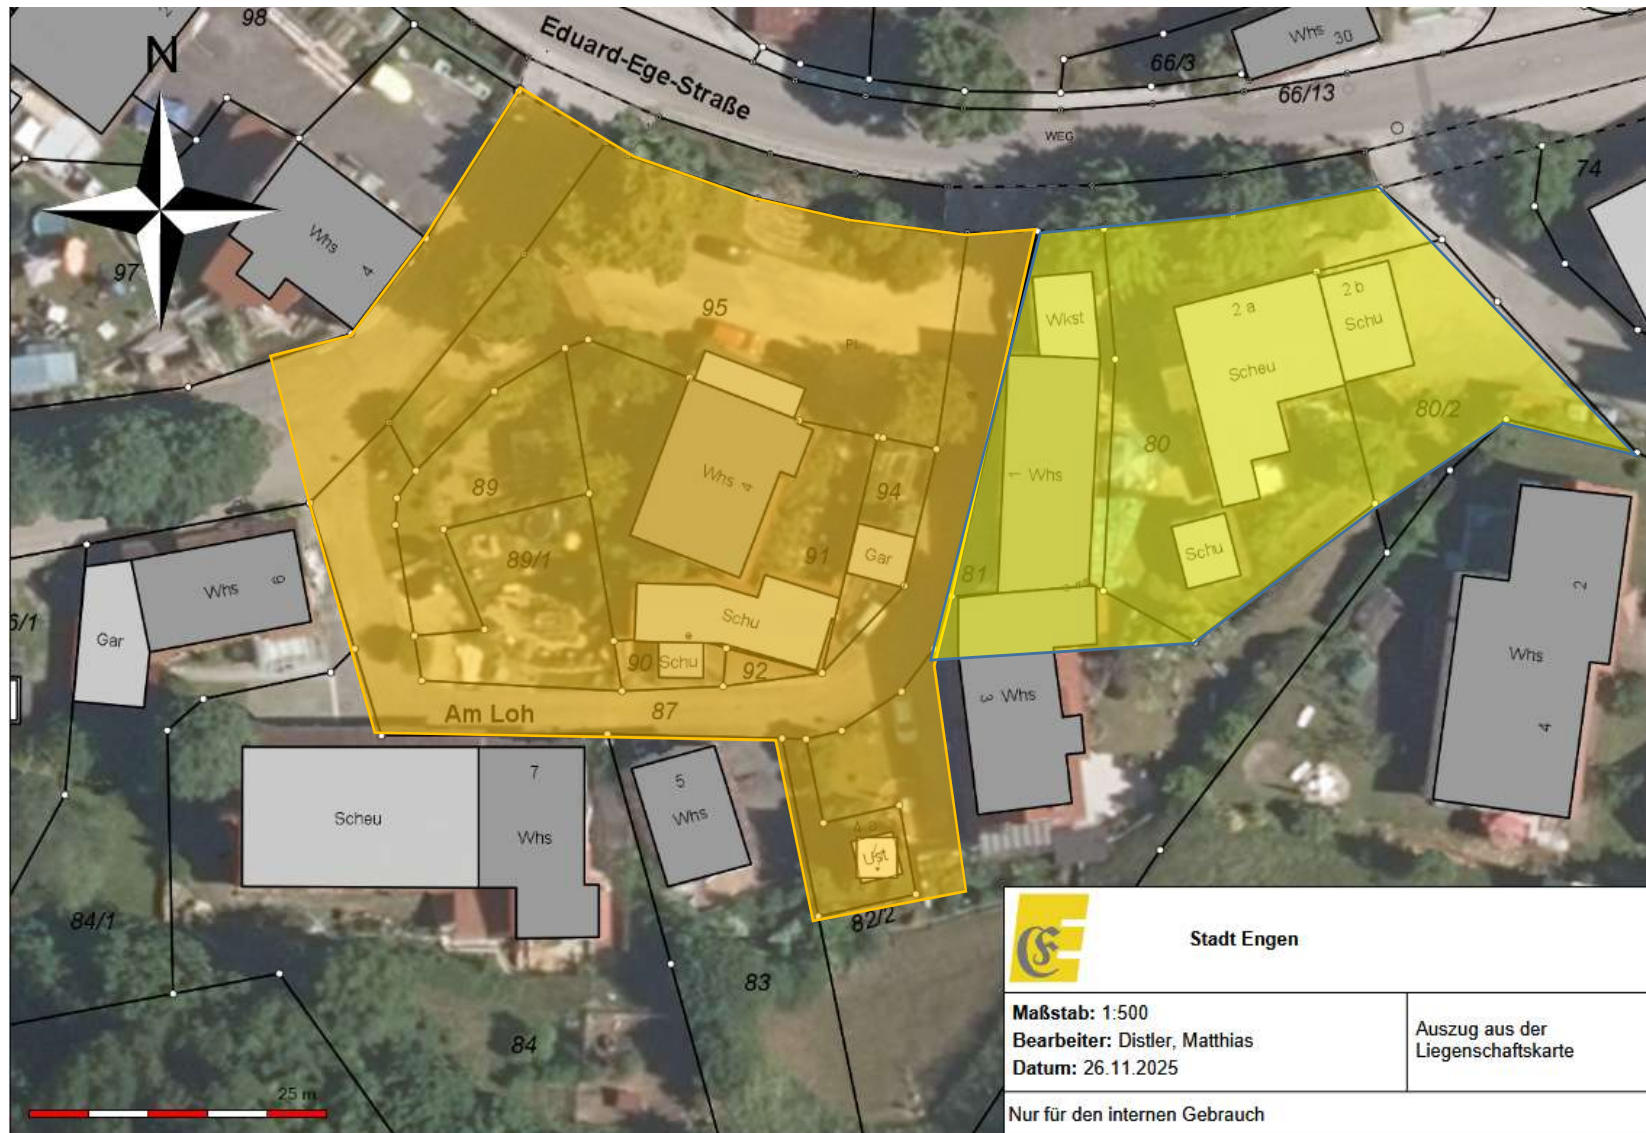 98
N
Eduard-Ege-Straße
Whs 30
66/3
66/13
WEG
74
97
Whs 4
95
Pl.
Wkst
2 a
Scheu
2 b
Schu
80/2
80
Schu
1 Whs
81
89
89/1
Whs 4
94
Gar
91
Schu
90
Schu
92
Am Loh
87
Whs 6
Gar
3 Whs
Whs 2
4
7
Scheu
Whs
5
Whs
4 a
Ust
82/2
84/1
83
84
25 m
Stadt Engen
Maßstab: 1:500
Bearbeiter: Distler, Matthias
Datum: 26.11.2025
Auszug aus der
Liegenschaftskarte
Nur für den internen Gebrauch